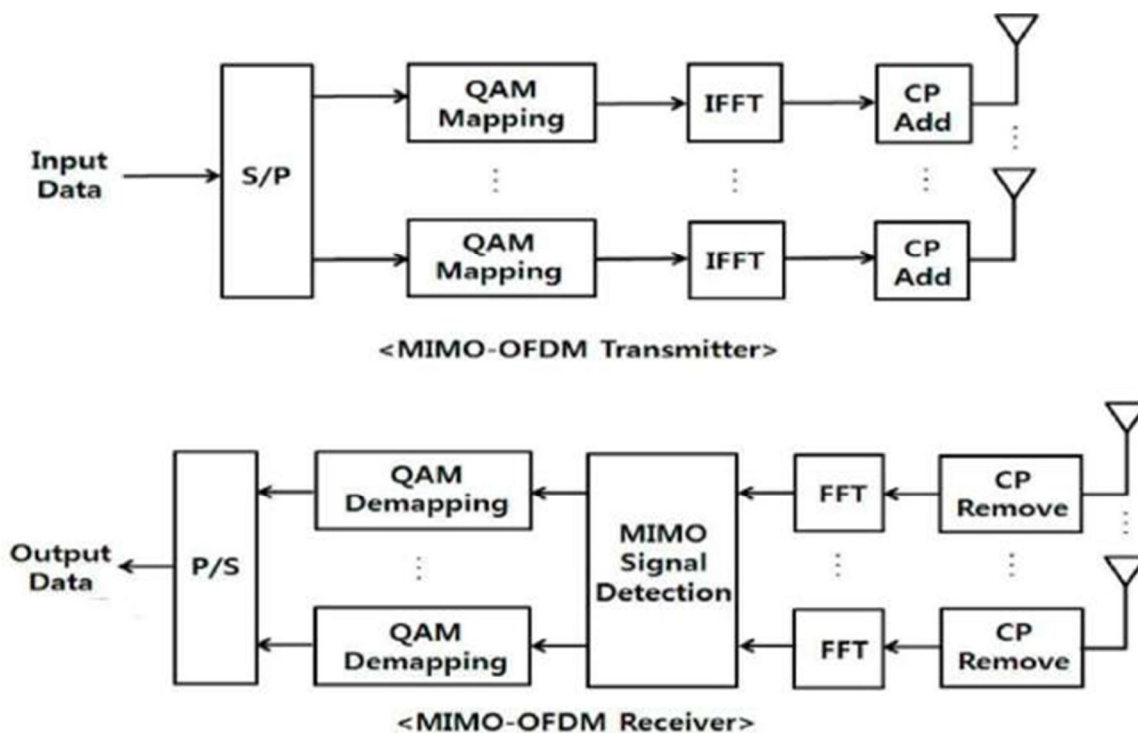 Input
Data
S/P
QAM
Mapping
IFFT
CP
Add
QAM
Mapping
IFFT
CP
Add
<MIMO-OFDM Transmitter>
Output
Data
P/S
QAM
Demapping
MIMO
Signal
Detection
FFT
CP
Remove
QAM
Demapping
FFT
CP
Remove
<MIMO-OFDM Receiver>